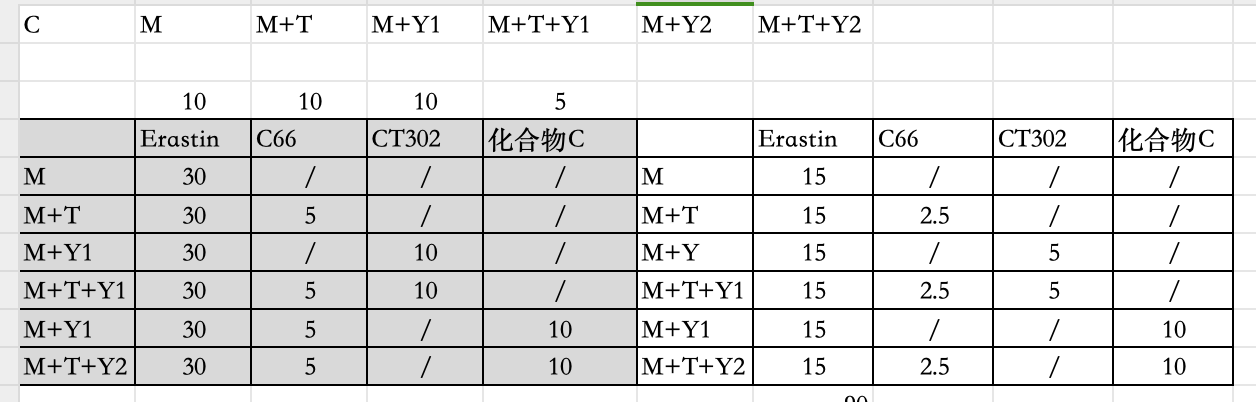 C M M+T M+Y1 M+T+Y1 M+Y2 M+T+Y2
10 10 10 5
Erastin C66 CT302 化合物C Erastin C66 CT302 化合物C
M 30 / / / M 15 / / /
M+T 30 5 / / M+T 15 2.5 / /
M+Y1 30 / 10 / M+Y 15 / 5 /
M+T+Y1 30 5 10 / M+T+Y1 15 2.5 5 /
M+Y1 30 5 / 10 M+Y1 15 / / 10
M+T+Y2 30 5 / 10 M+T+Y2 15 2.5 / 10